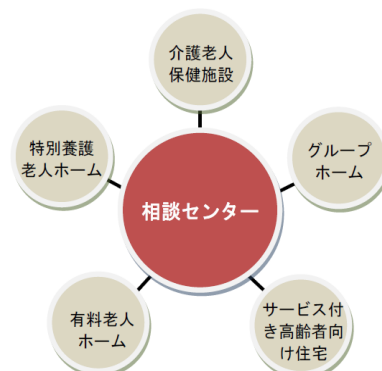 介護老人
保健施設
特別養護
老人ホーム
グループ
ホーム
相談センター
有料老人
ホーム
サービス付
き高齢者向
け住宅